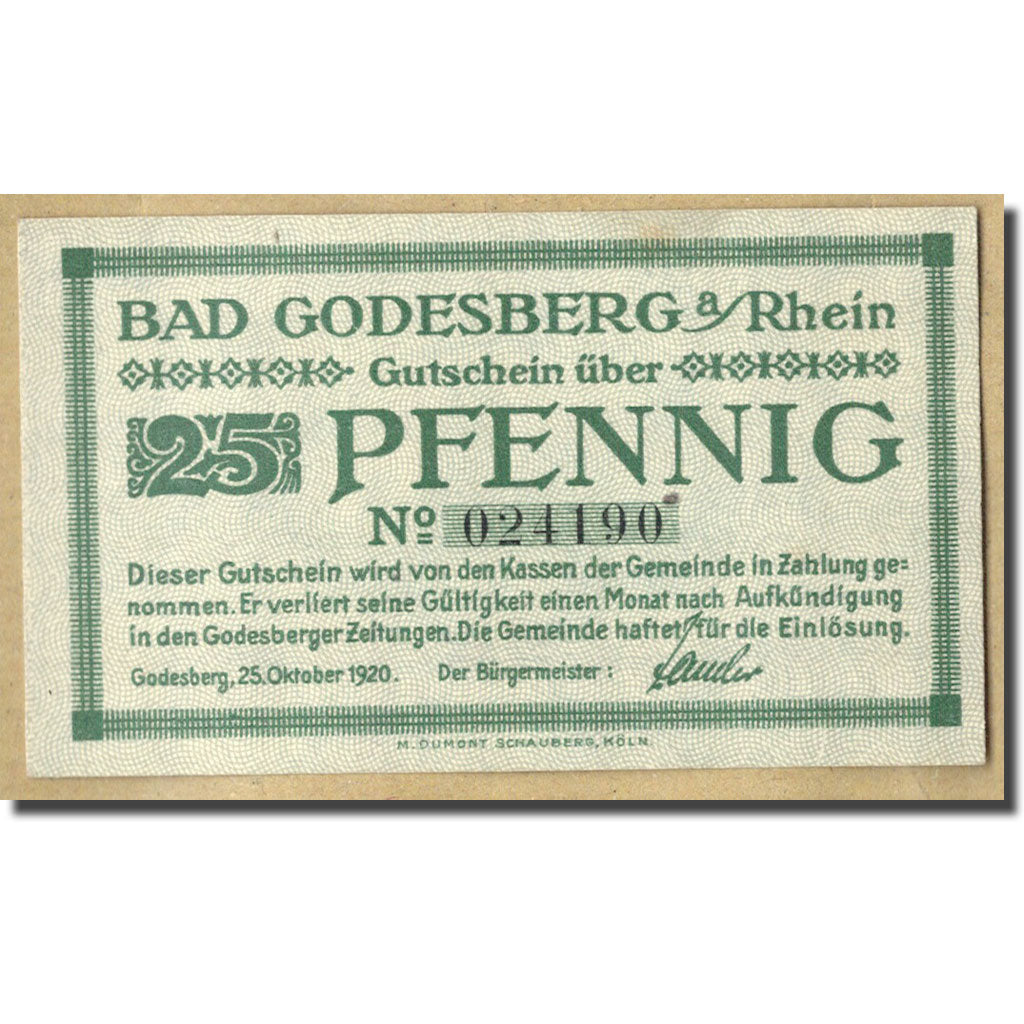 BAD GODESBERG a/Rhein
Gutschein über
25 PFENNIG
Nº 024190
Dieser Gutschein wird von den Kassen der Gemeinde in Zahlung ge=
nommen. Er verliert seine Gültigkeit einen Monat nach Aufkündigung
in den Godesberger Zeitungen. Die Gemeinde haftet für die Einlösung.
Godesberg, 25. Oktober 1920. Der Bürgermeister :
M. DUMONT SCHAUBERG, KÖLN